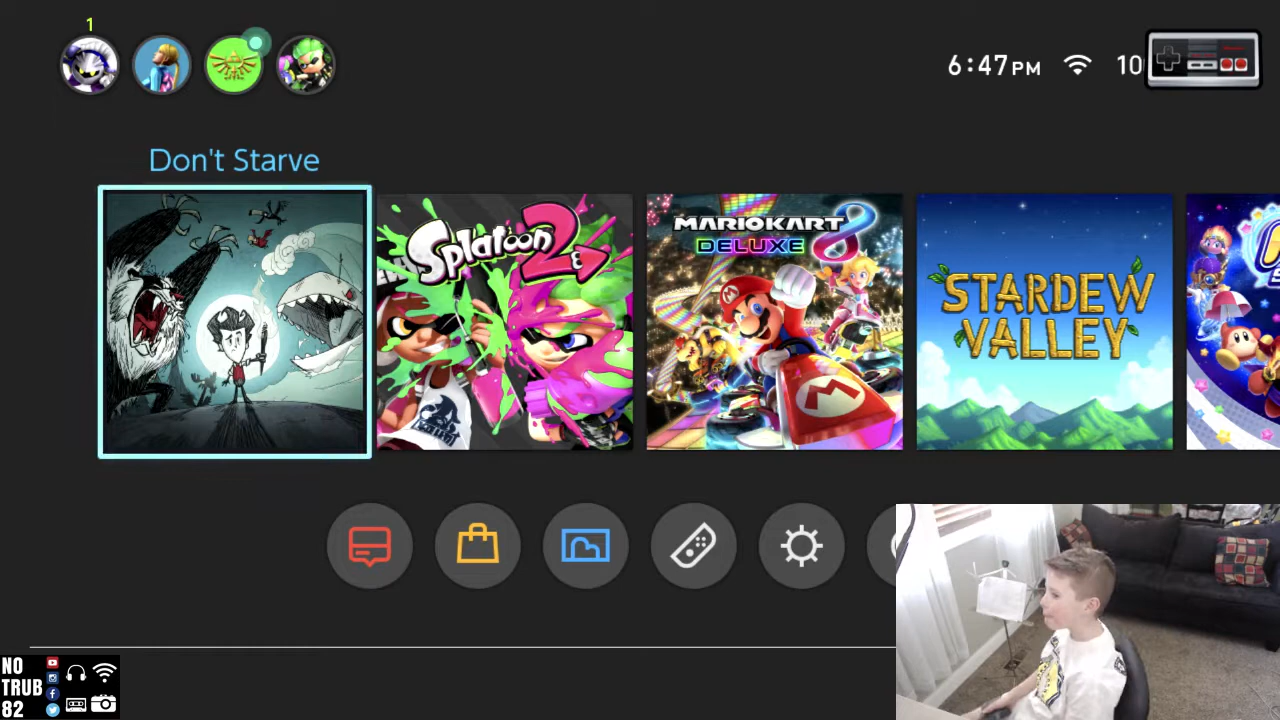 1
6:47PM
10
Don't Starve
Splatoon 2
MARIOKART 8
DELUXE
STARDEW
VALLEY
NO
TRUB
82